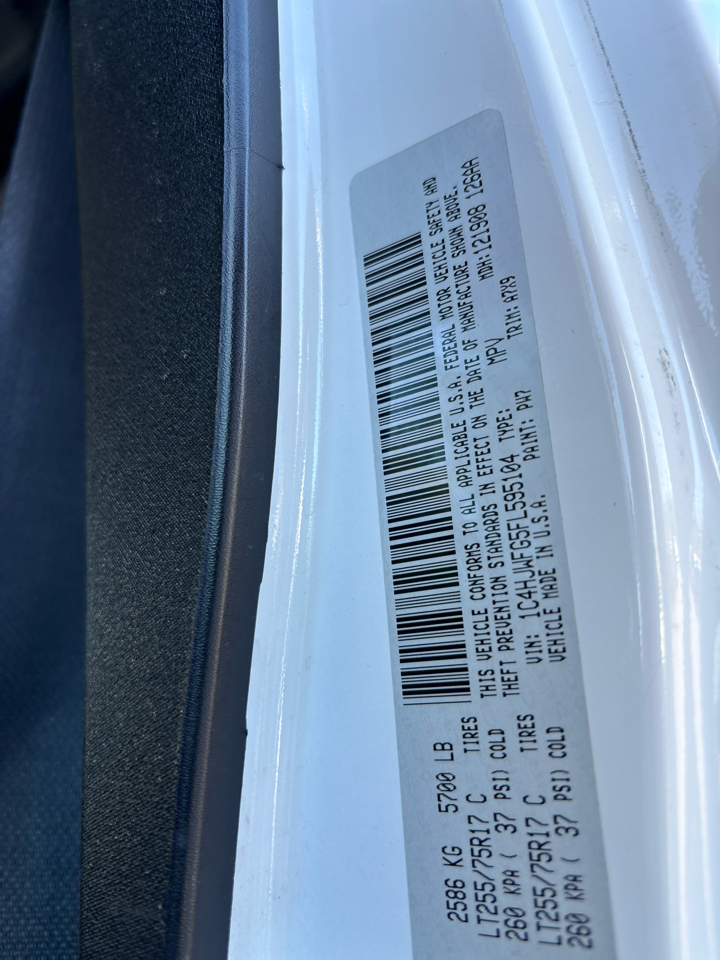 2586 KG 5700 LB
LT255/75R17 C TIRES
260 KPA ( 37 PSI) COLD
LT255/75R17 C TIRES
260 KPA ( 37 PSI) COLD
THIS VEHICLE CONFORMS TO ALL APPLICABLE U.S.A. FEDERAL MOTOR VEHICLE SAFETY AND
THEFT PREVENTION STANDARDS IN EFFECT ON THE DATE OF MANUFACTURE SHOWN ABOVE.
VIN: 1C4HJWFG5FL595104 TYPE: MPV MDH: 121908 126AA
VEHICLE MADE IN U.S.A. PAINT: PW7 TRIM: A7X9